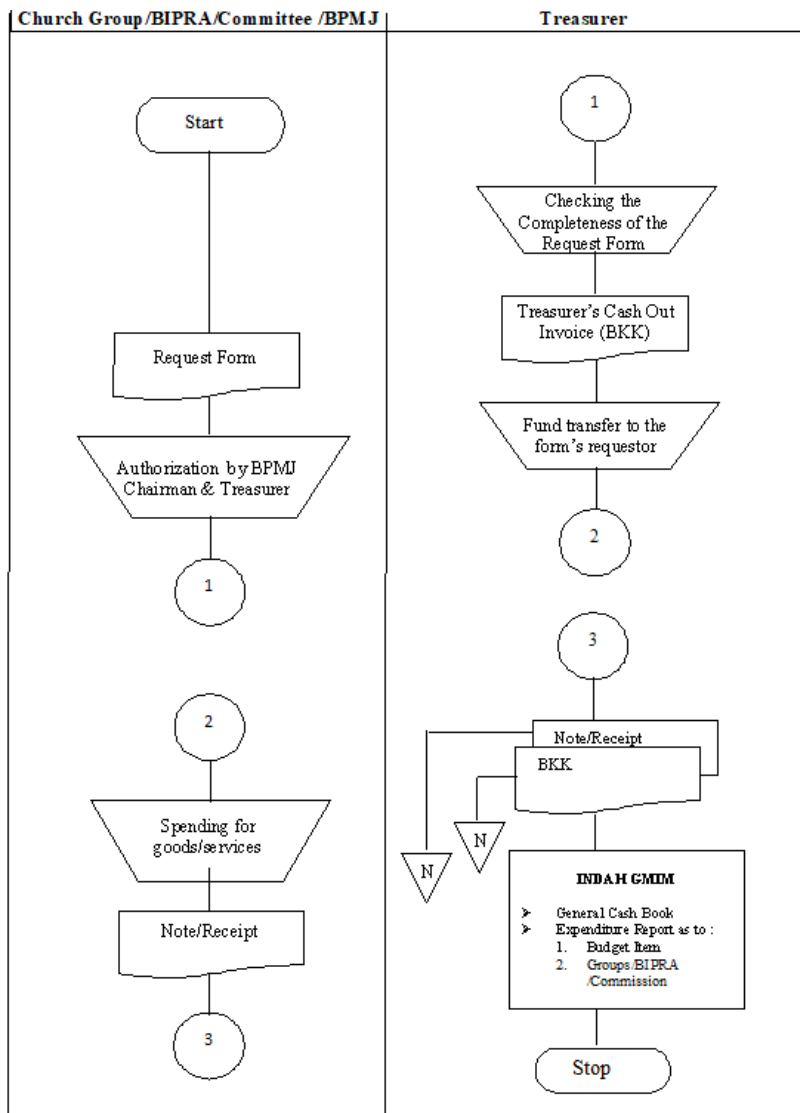 Church Group/BIPRA/Committee /BPMJ
Treasurer
Start
Request Form
Authorization by BPMJ
Chairman & Treasurer
1
2
Spending for
goods/services
Note/Receipt
3
1
Checking the
Completeness of the
Request Form
Treasurer's Cash Out
Invoice (BKK)
Fund transfer to the
form's requestor
2
3
Note/Receipt
BKK
N
N
INDAH GMIM
➤ General Cash Book
➤ Expenditure Report as to :
1. Budget Item
2. Groups/BIPRA
/Commission
Stop